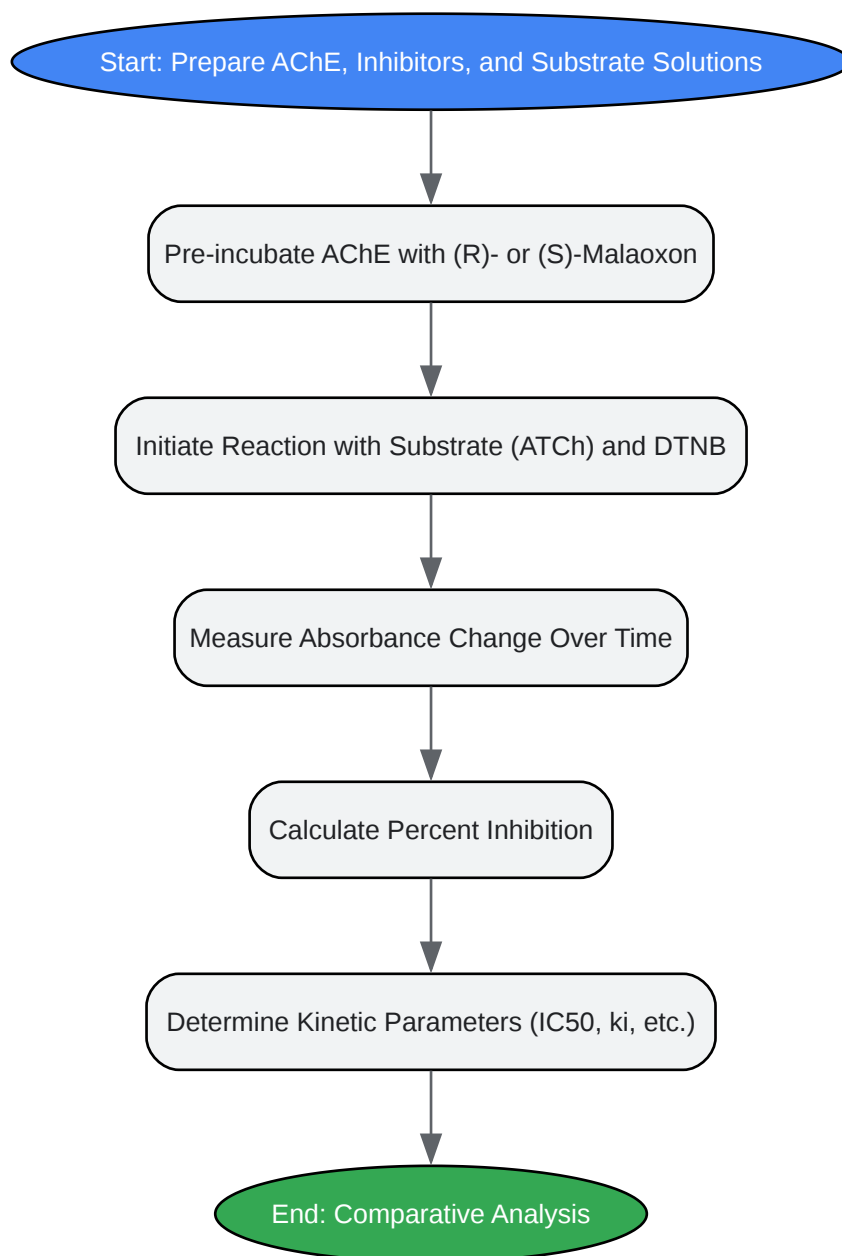 Start: Prepare AChE, Inhibitors, and Substrate Solutions
Pre-incubate AChE with (R)- or (S)-Malaoxon
Initiate Reaction with Substrate (ATCh) and DTNB
Measure Absorbance Change Over Time
Calculate Percent Inhibition
Determine Kinetic Parameters (IC50, ki, etc.)
End: Comparative Analysis